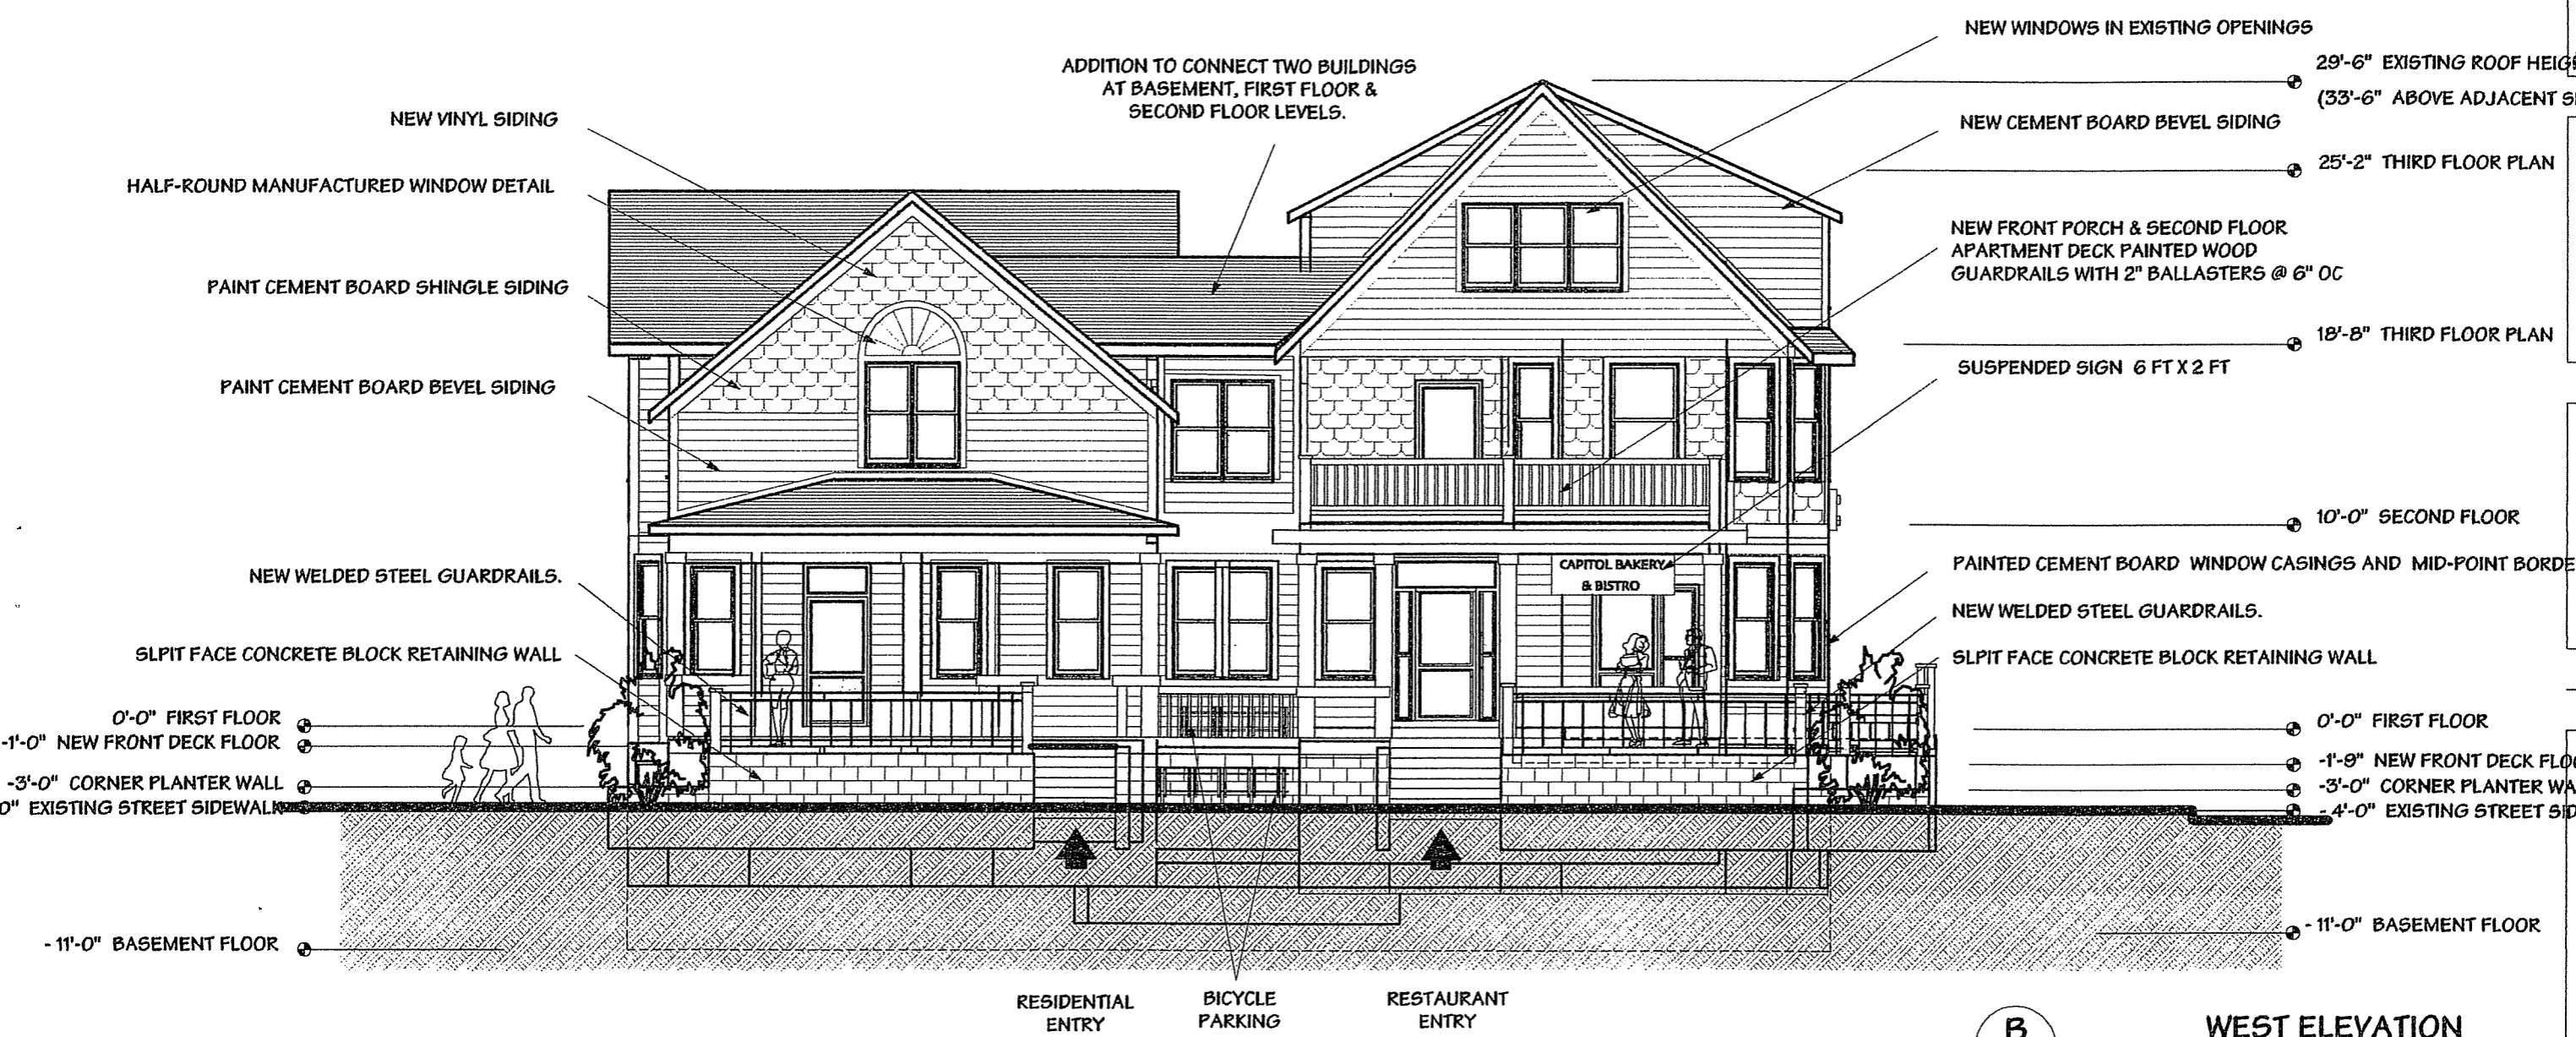 NEW WINDOWS IN EXISTING OPENINGS
29'-6" EXISTING ROOF
(33'-6" ABOVE ADJACENT
ADDITION TO CONNECT TWO BUILDINGS
AT BASEMENT, FIRST FLOOR &
SECOND FLOOR LEVELS.
NEW VINYL SIDING
NEW CEMENT BOARD BEVEL SIDING
25'-2" THIRD FLOOR PLAN
HALF-ROUND MANUFACTURED WINDOW DETAIL
NEW FRONT PORCH & SECOND FLOOR
APARTMENT DECK PAINTED WOOD
GUARDRAILS WITH 2" BALLASTERS @ 6" OC
PAINT CEMENT BOARD SHINGLE SIDING
18'-8" THIRD FLOOR PLAN
SUSPENDED SIGN 6 FT X 2 FT
PAINT CEMENT BOARD BEVEL SIDING
10'-0" SECOND FLOOR
CAPITOL BAKERY
& BISTRO
PAINTED CEMENT BOARD WINDOW CASINGS AND MID-POINT BORDE
NEW WELDED STEEL GUARDRAILS.
NEW WELDED STEEL GUARDRAILS.
SLPIT FACE CONCRETE BLOCK RETAINING WALL
SLPIT FACE CONCRETE BLOCK RETAINING WALL
0'-0" FIRST FLOOR
-1'-0" NEW FRONT DECK FLOOR
-3'-0" CORNER PLANTER WALL
0" EXISTING STREET SIDEWALK
0'-0" FIRST FLOOR
-1'-9" NEW FRONT DECK FLO
-3'-0" CORNER PLANTER WA
-4'-0" EXISTING STREET SID
-11'-0" BASEMENT FLOOR
-11'-0" BASEMENT FLOOR
RESIDENTIAL
ENTRY
BICYCLE
PARKING
RESTAURANT
ENTRY
B
WEST ELEVATION